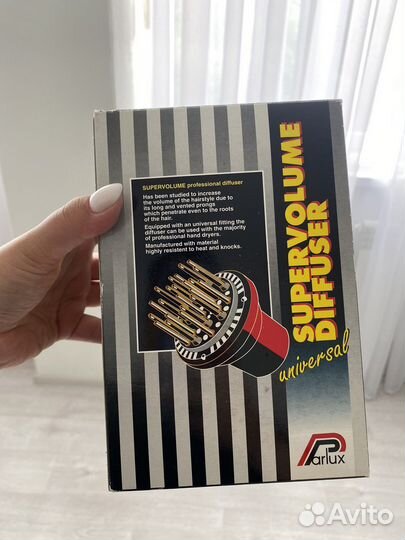 SUPERVOLUME professional diffuser
Has been studied to increase
the volume of the hairstyle due to
its long and vented prongs
which penetrate even to the roots
of the hair.
Equipped with an universal fitting the
diffuser can be used with the majority
of professional hand dryers.
Manufactured with material
highly resistent to heat and knocks.
SUPERVOLUME
DIFFUSER
universal
Parlux
Avito